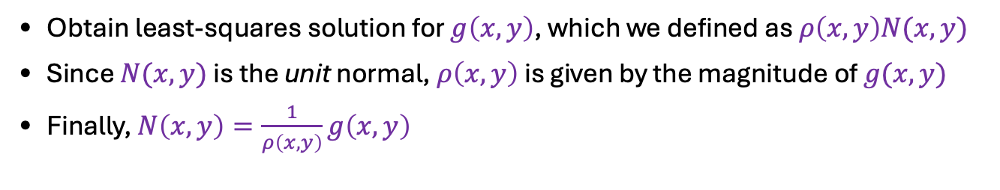 • Obtain least-squares solution for g(x, y), which we defined as ρ(x, y)N(x, y)
• Since N(x, y) is the unit normal, ρ(x, y) is given by the magnitude of g(x, y)
• Finally, N(x, y) = 1/ρ(x,y) g(x, y)